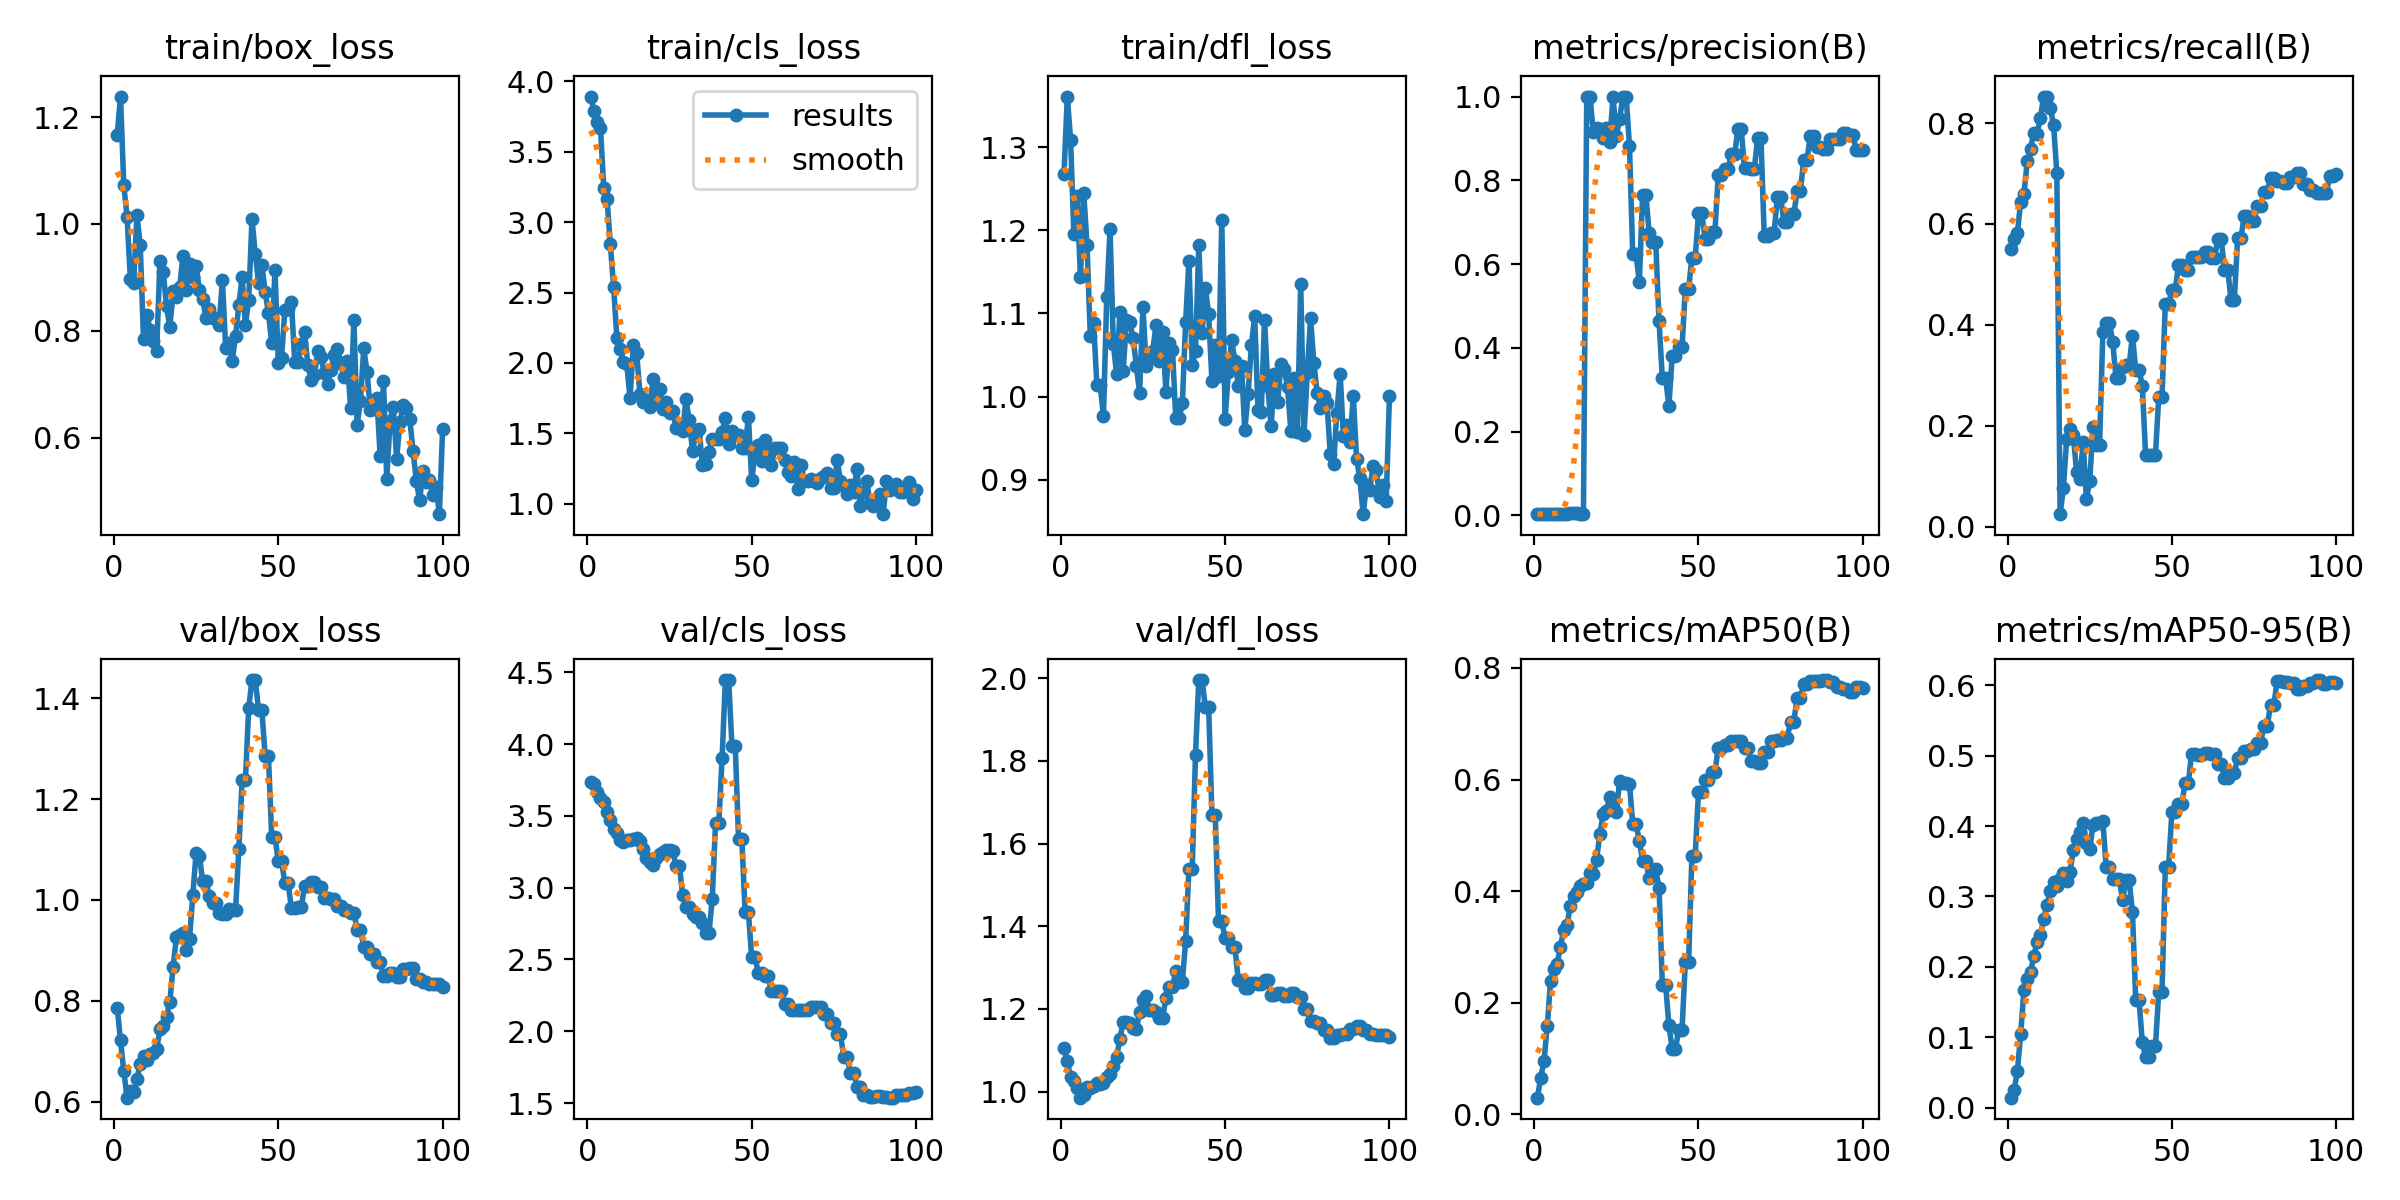 train/box_loss
1.2
1.0
0.8
0.6
0 50 100
train/cls_loss
4.0
3.5
3.0
2.5
2.0
1.5
1.0
results
smooth
0 50 100
train/dfl_loss
1.3
1.2
1.1
1.0
0.9
0 50 100
metrics/precision(B)
1.0
0.8
0.6
0.4
0.2
0.0
0 50 100
metrics/recall(B)
0.8
0.6
0.4
0.2
0.0
0 50 100
val/box_loss
1.4
1.2
1.0
0.8
0.6
0 50 100
val/cls_loss
4.5
4.0
3.5
3.0
2.5
2.0
1.5
0 50 100
val/dfl_loss
2.0
1.8
1.6
1.4
1.2
1.0
0 50 100
metrics/mAP50(B)
0.8
0.6
0.4
0.2
0.0
0 50 100
metrics/mAP50-95(B)
0.6
0.5
0.4
0.3
0.2
0.1
0.0
0 50 100